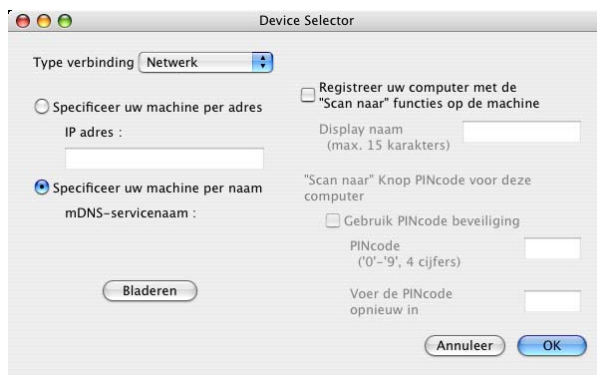 Device Selector
Type verbinding Netwerk
Specificeer uw machine per adres
IP adres :
Specificeer uw machine per naam
mDNS-servicenaam :
Bladeren
Registreer uw computer met de
"Scan naar" functies op de machine
Display naam
(max. 15 karakters)
"Scan naar" Knop PINcode voor deze
computer
Gebruik PINcode beveiliging
PINcode
('0'-'9', 4 cijfers)
Voer de PINcode
opnieuw in
Annuleer OK